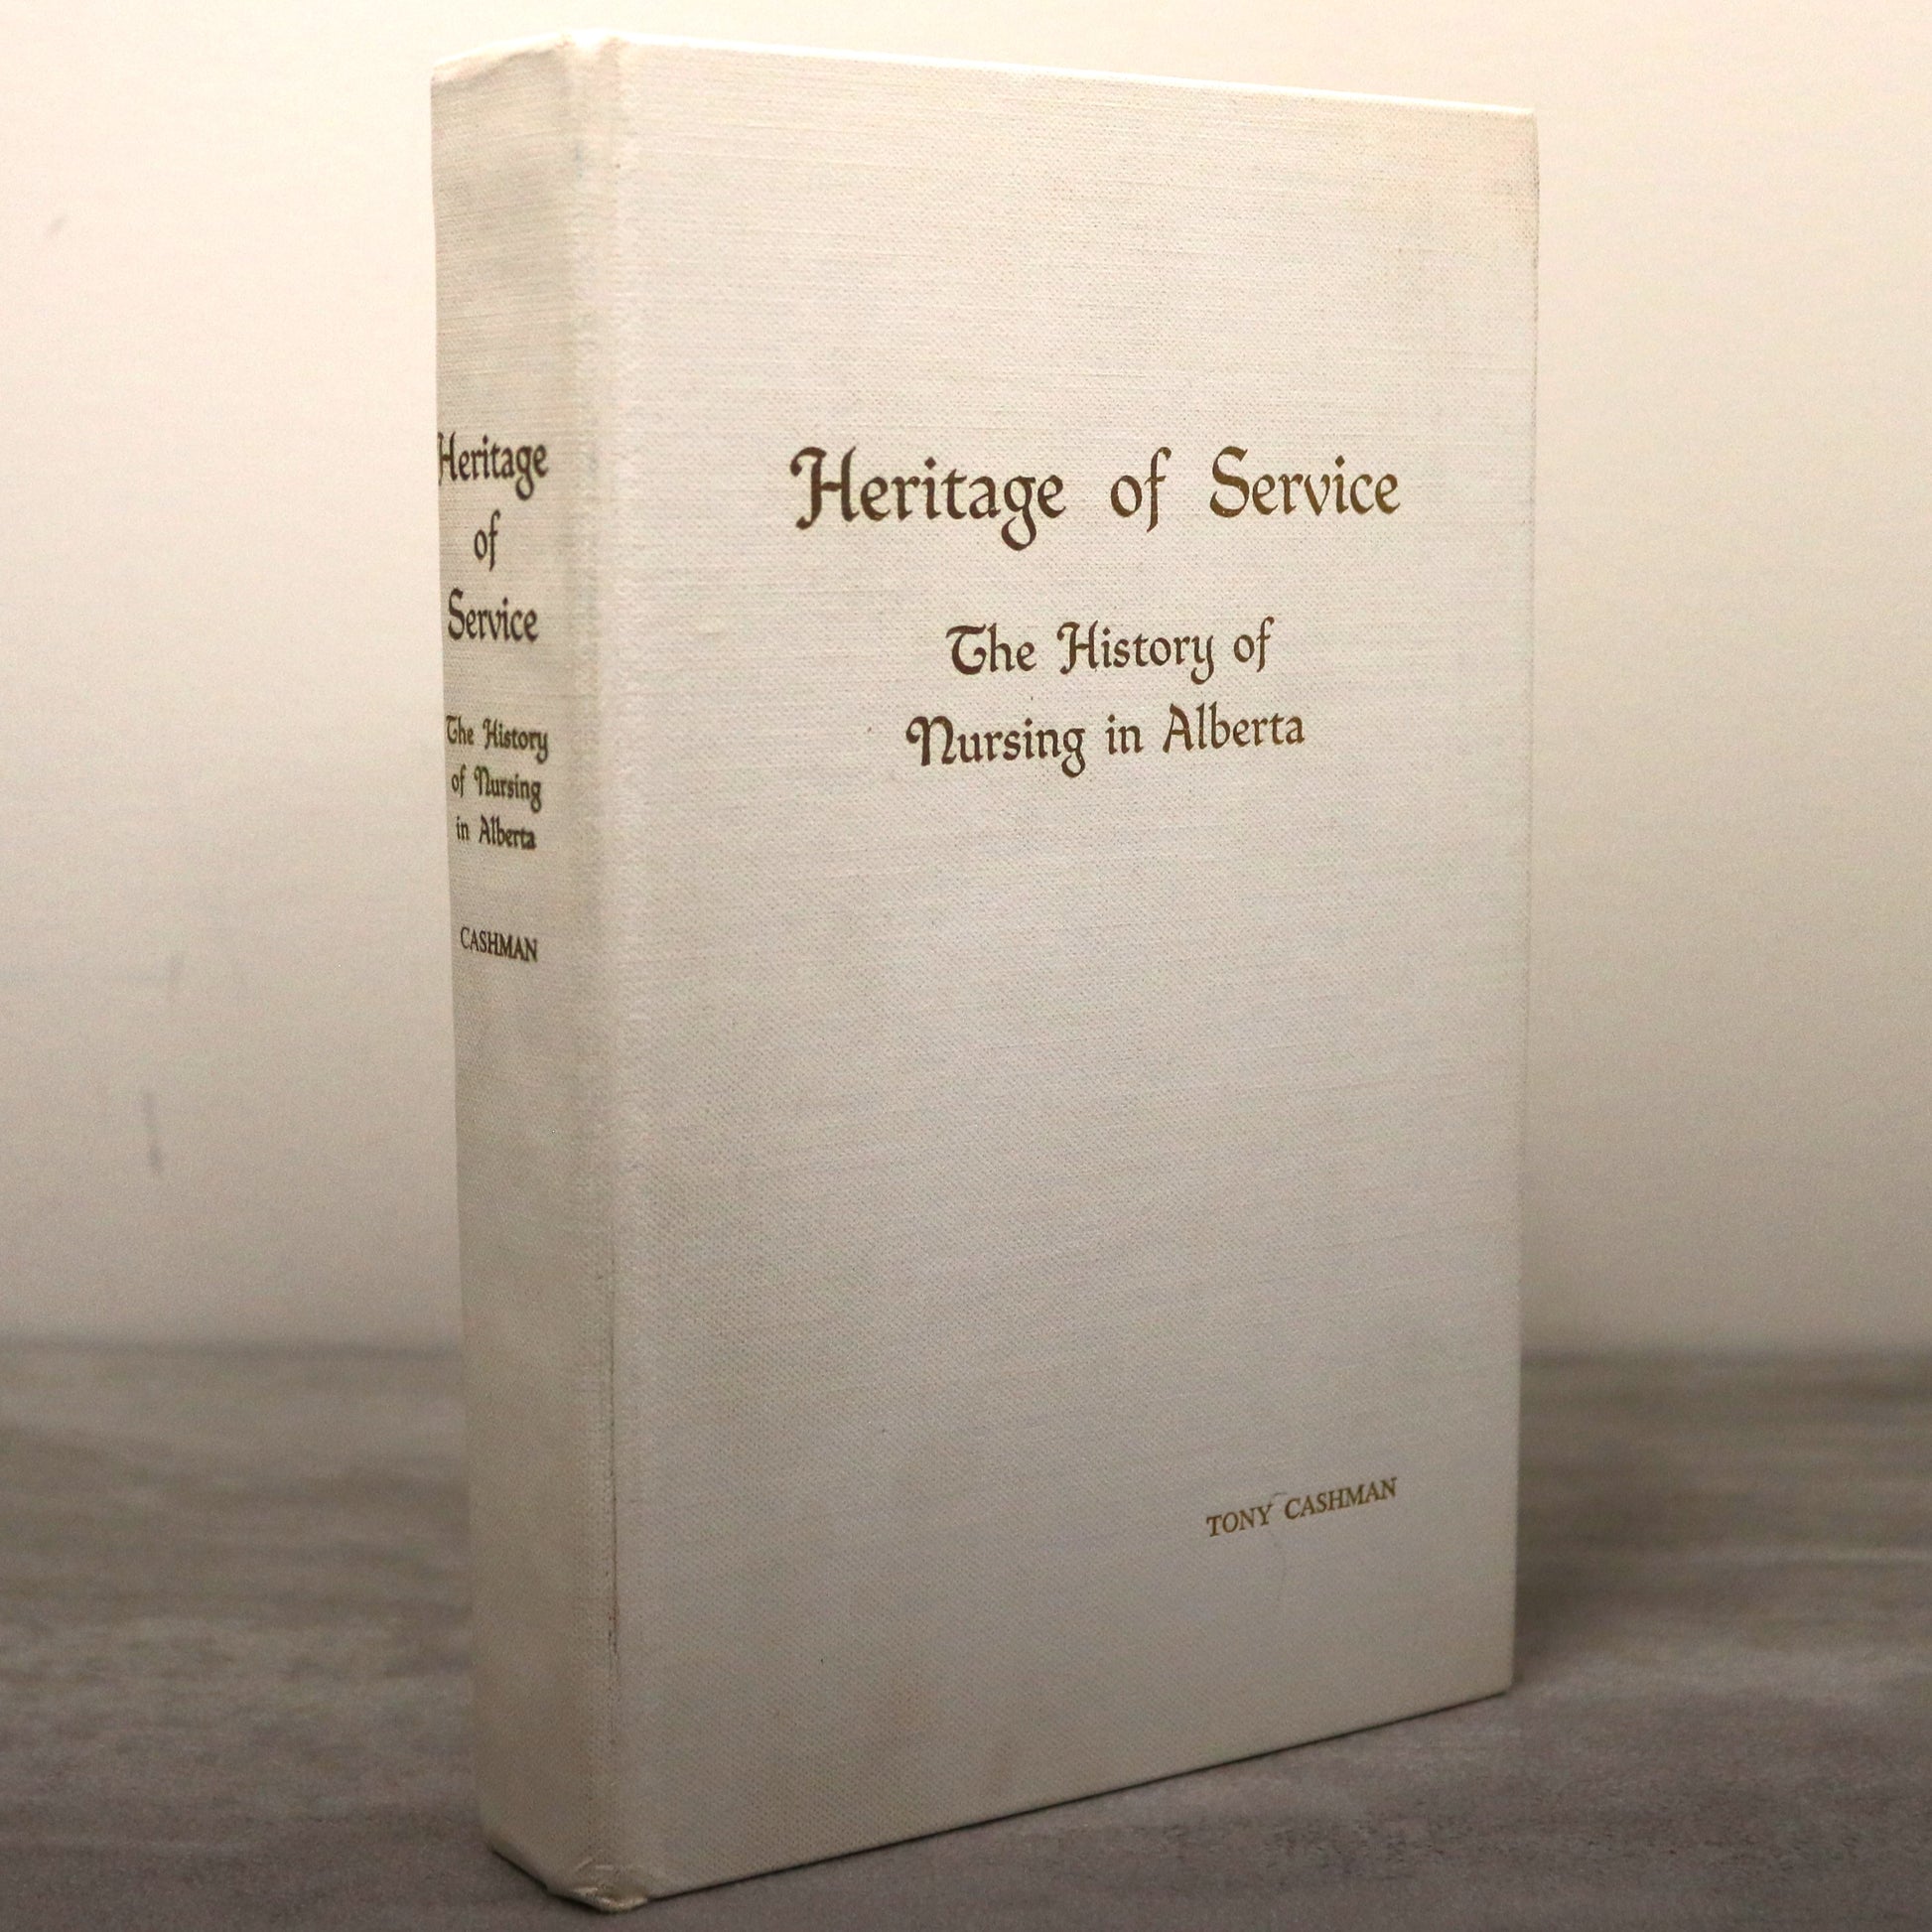 Heritage
of
Service
The History
of Nursing
in Alberta
CASHMAN
Heritage of Service
The History of
Nursing in Alberta
TONY CASHMAN